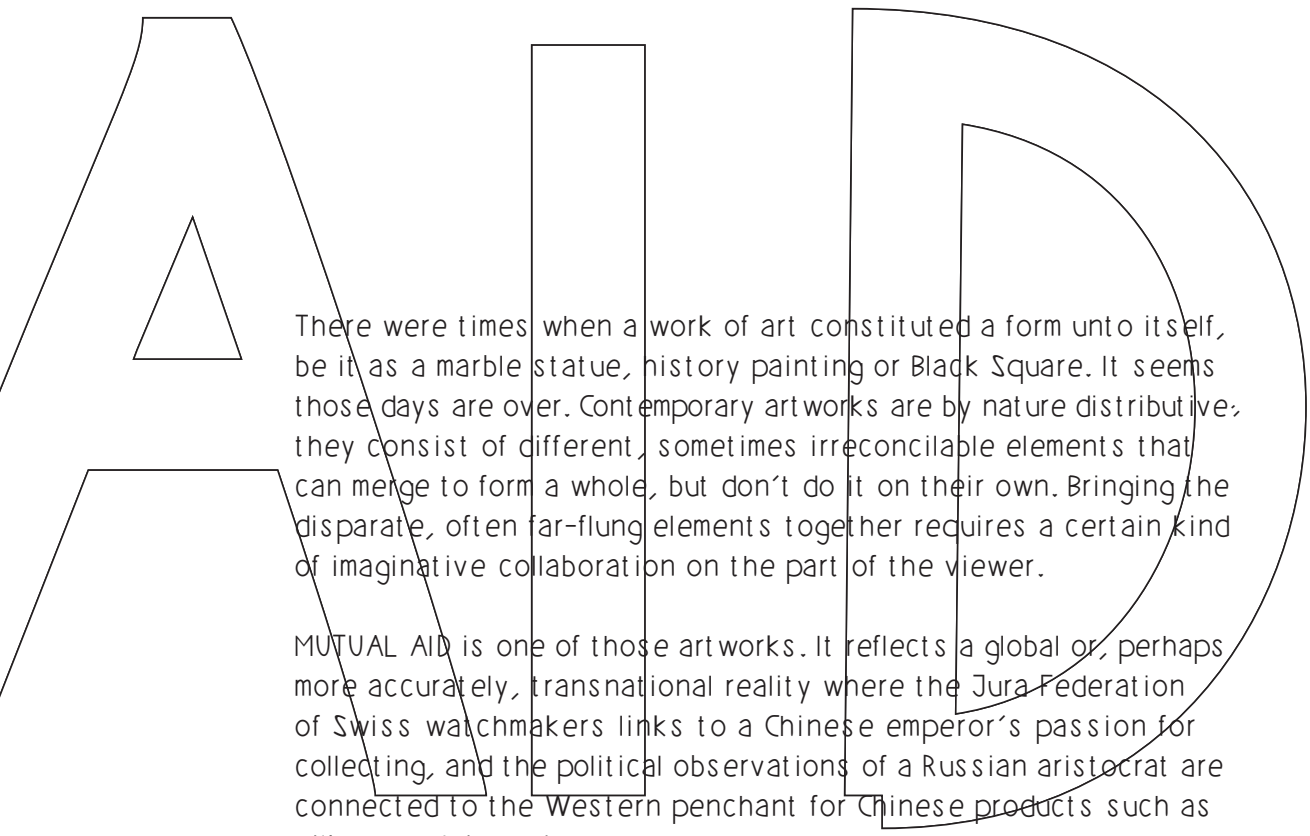 AID
There were times when a work of art constituted a form unto itself,
be it as a marble statue, history painting or Black Square. It seems
those days are over. Contemporary artworks are by nature distributive:,
they consist of different, sometimes irreconcilable elements that
can merge to form a whole, but don´t do it on their own. Bringing the
disparate, often far-flung elements together requires a certain kind
of imaginative collaboration on the part of the viewer.
MUTUAL AID is one of those artworks. It reflects a global or, perhaps
more accurately, transnational reality where the Jura Federation
of Swiss watchmakers links to a Chinese emperor´s passion for
collecting, and the political observations of a Russian aristocrat are
connected to the Western penchant for Chinese products such as